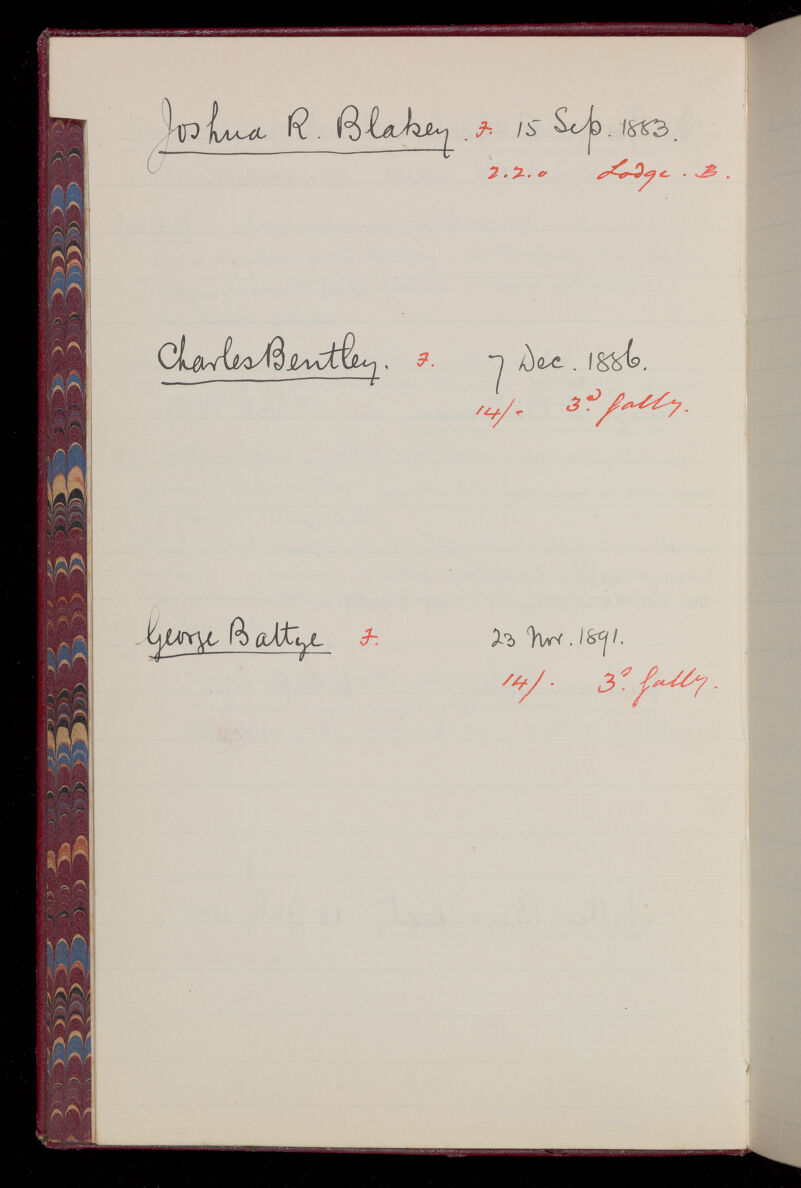 Joshua R. Blakey. F. 15 Sep. 1883.
2.2.0 Lodge. B.
Charles Bentley. F. 7 Dec. 1886.
14/- 3d. Gally.
George Battye F. 23 Nov. 1891.
14/- 3d. Gally.